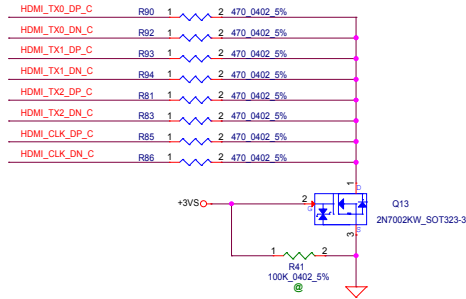 HDMI_TX0_DP_C R90 1 2 470_0402_5%
HDMI_TX0_DN_C R92 1 2 470_0402_5%
HDMI_TX1_DP_C R93 1 2 470_0402_5%
HDMI_TX1_DN_C R94 1 2 470_0402_5%
HDMI_TX2_DP_C R81 1 2 470_0402_5%
HDMI_TX2_DN_C R83 1 2 470_0402_5%
HDMI_CLK_DP_C R85 1 2 470_0402_5%
HDMI_CLK_DN_C R86 1 2 470_0402_5%
1 D
+3VS 2 G Q13
2N7002KW_SOT323-3
3 S
1 2
R41
100K_0402_5%
@